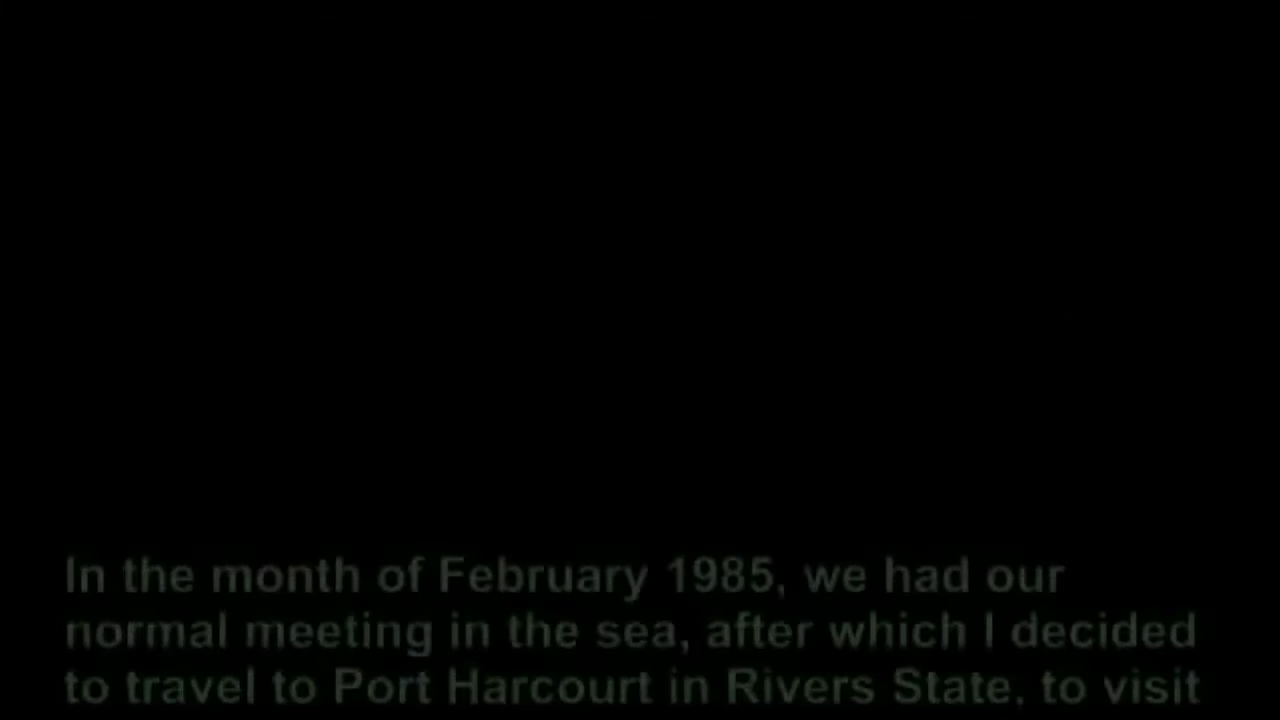 In the month of February 1985, we had our
normal meeting in the sea, after which I decided
to travel to Port Harcourt in Rivers State. to visit